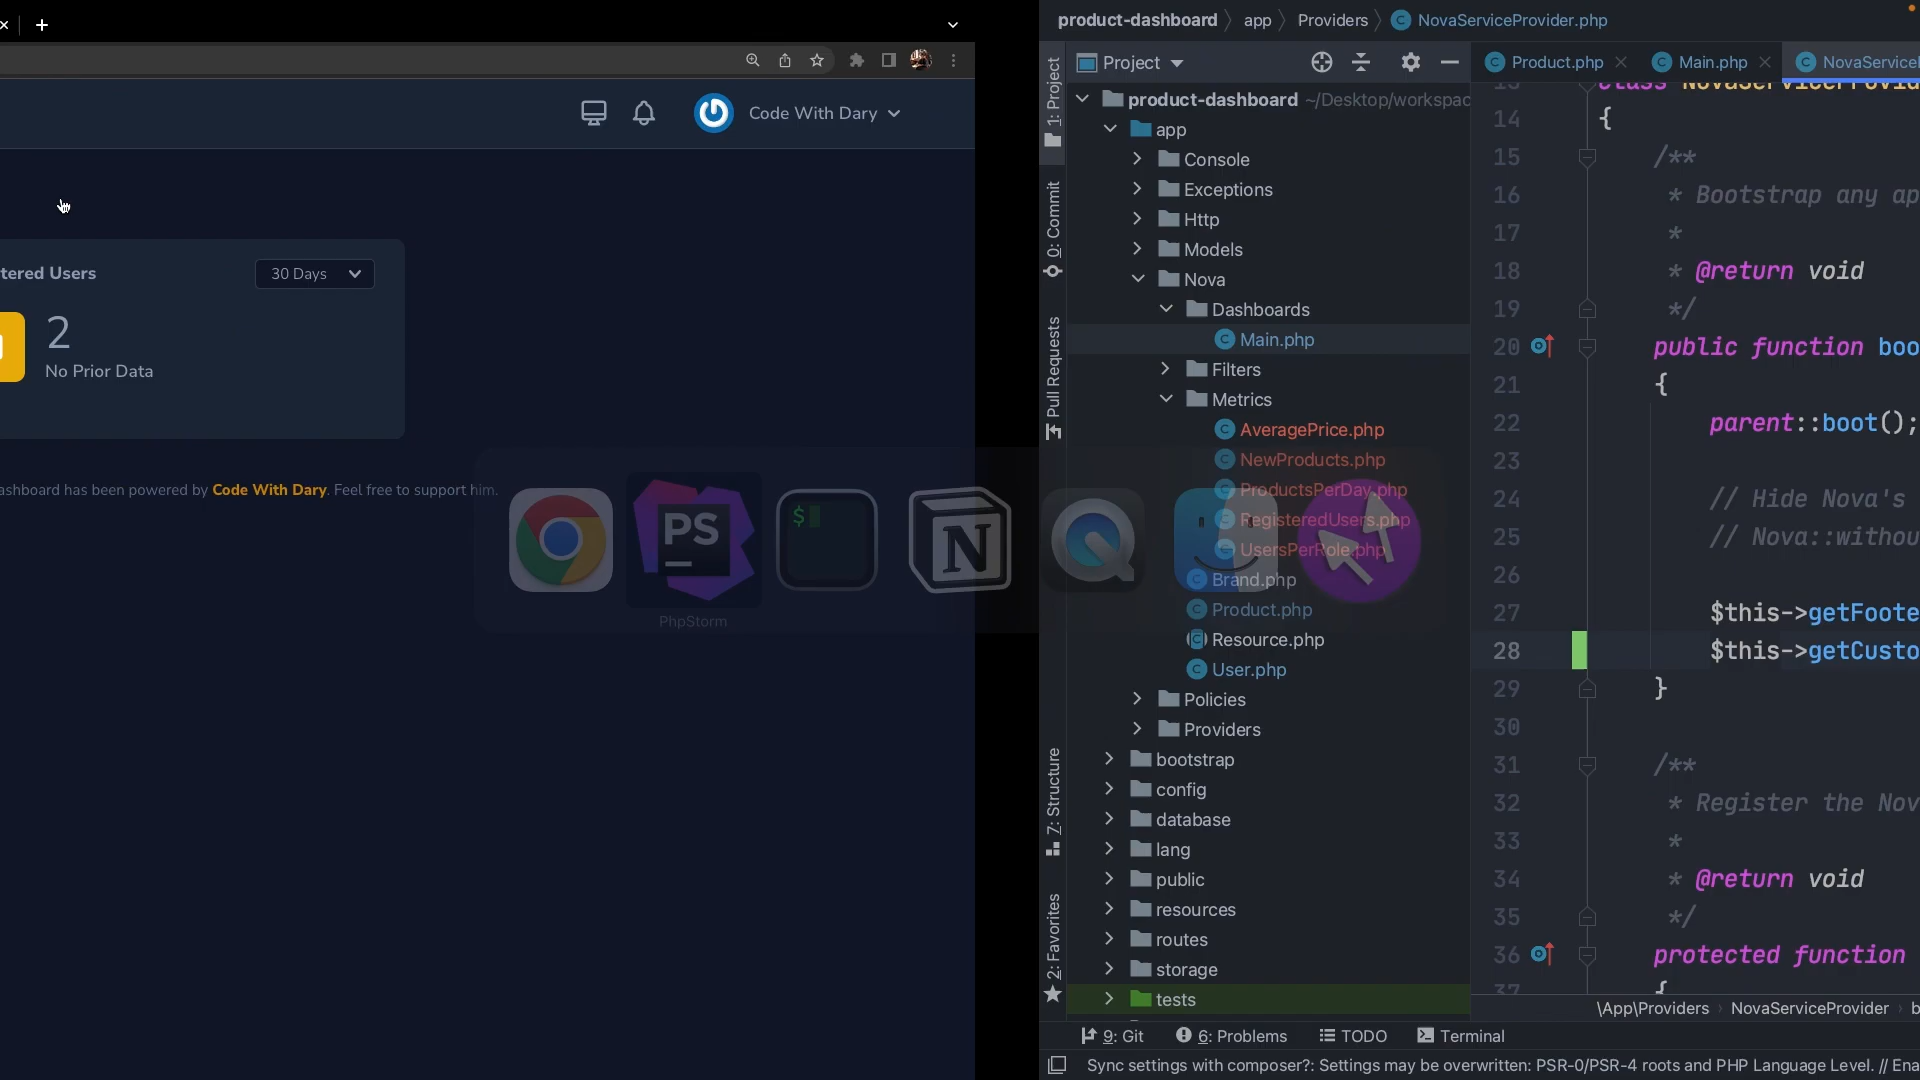 Code With Dary
tered Users
30 Days
2
No Prior Data
ashboard has been powered by Code With Dary. Feel free to support him.
PS
$
N
PhpStorm
product-dashboard
app
Providers
NovaServiceProvider.php
Project
Product.php
Main.php
NovaServicel
1: Project
0: Commit
Pull Requests
7: Structure
2: Favorites
product-dashboard ~/Desktop/workspac
app
Console
Exceptions
Http
Models
Nova
Dashboards
Main.php
Filters
Metrics
AveragePrice.php
NewProducts.php
ProductsPerDay.php
RegisteredUsers.php
UsersPerRole.php
Brand.php
Product.php
Resource.php
User.php
Policies
Providers
bootstrap
config
database
lang
public
resources
routes
storage
tests
13 class NovaServiceProvid
14 {
15 /**
16 * Bootstrap any ap
17 *
18 * @return void
19 */
20 public function boo
21 {
22 parent::boot();
23
24 // Hide Nova's
25 // Nova::withou
26
27 $this->getFoote
28 $this->getCusto
29 }
30
31 /**
32 * Register the Nov
33 *
34 * @return void
35 */
36 protected function
37 {
\App\Providers
NovaServiceProvider
b
9: Git
6: Problems
TODO
Terminal
Sync settings with composer?: Settings may be overwritten: PSR-0/PSR-4 roots and PHP Language Level. // Ena